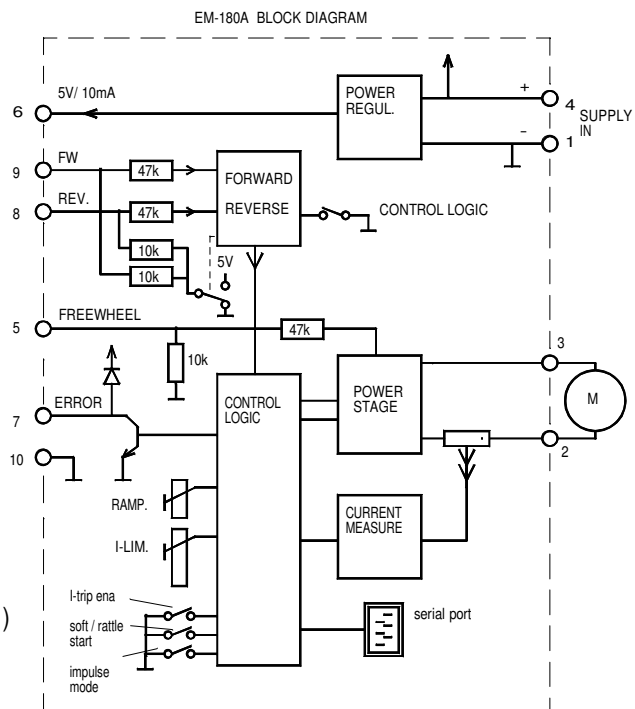 EM-180A BLOCK DIAGRAM
6
5V/ 10mA
POWER
REGUL.
+
4
SUPPLY
IN
-
1
9
FW
47k
FORWARD
REVERSE
8
REV.
47k
CONTROL LOGIC
10k
10k
5V
5
FREEWHEEL
47k
10k
3
POWER
STAGE
M
2
7
ERROR
CONTROL
LOGIC
10
RAMP.
CURRENT
MEASURE
I-LIM.
I-trip ena
)
soft / rattle
start
serial port
impulse
mode